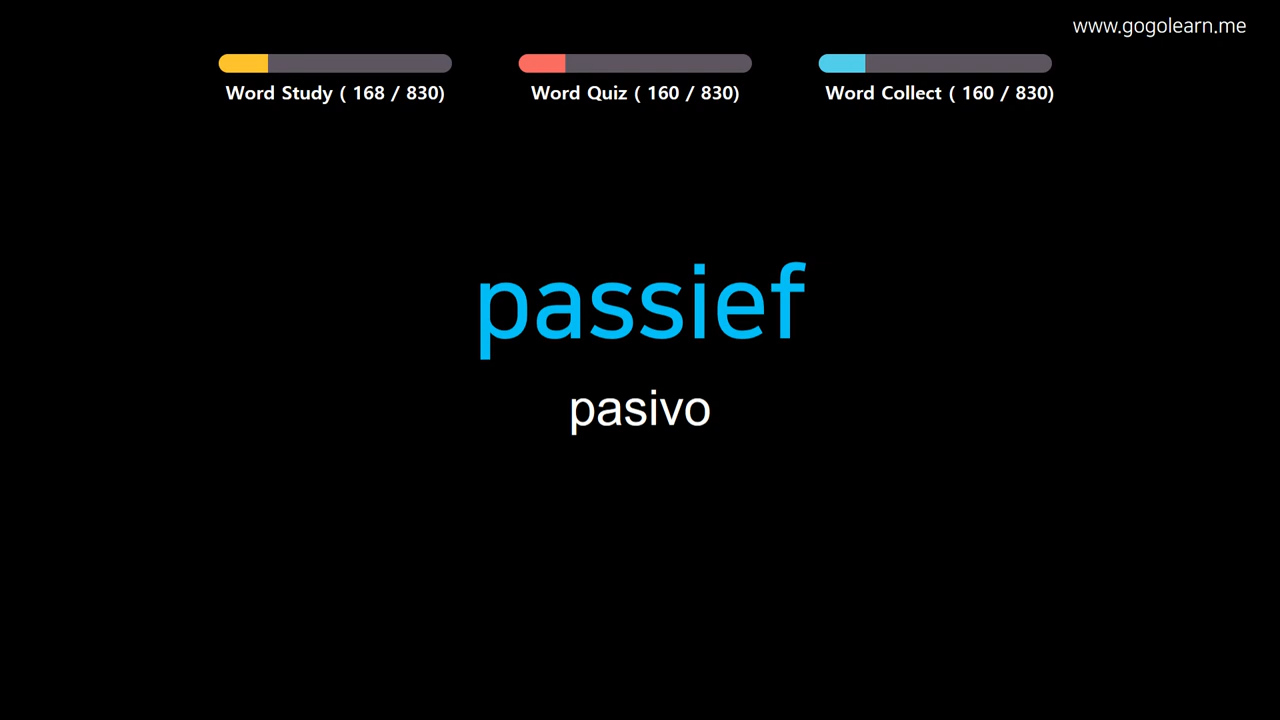 www.gogolearn.me
Word Study ( 168 / 830)
Word Quiz ( 160 / 830)
Word Collect ( 160 / 830)
passief
pasivo